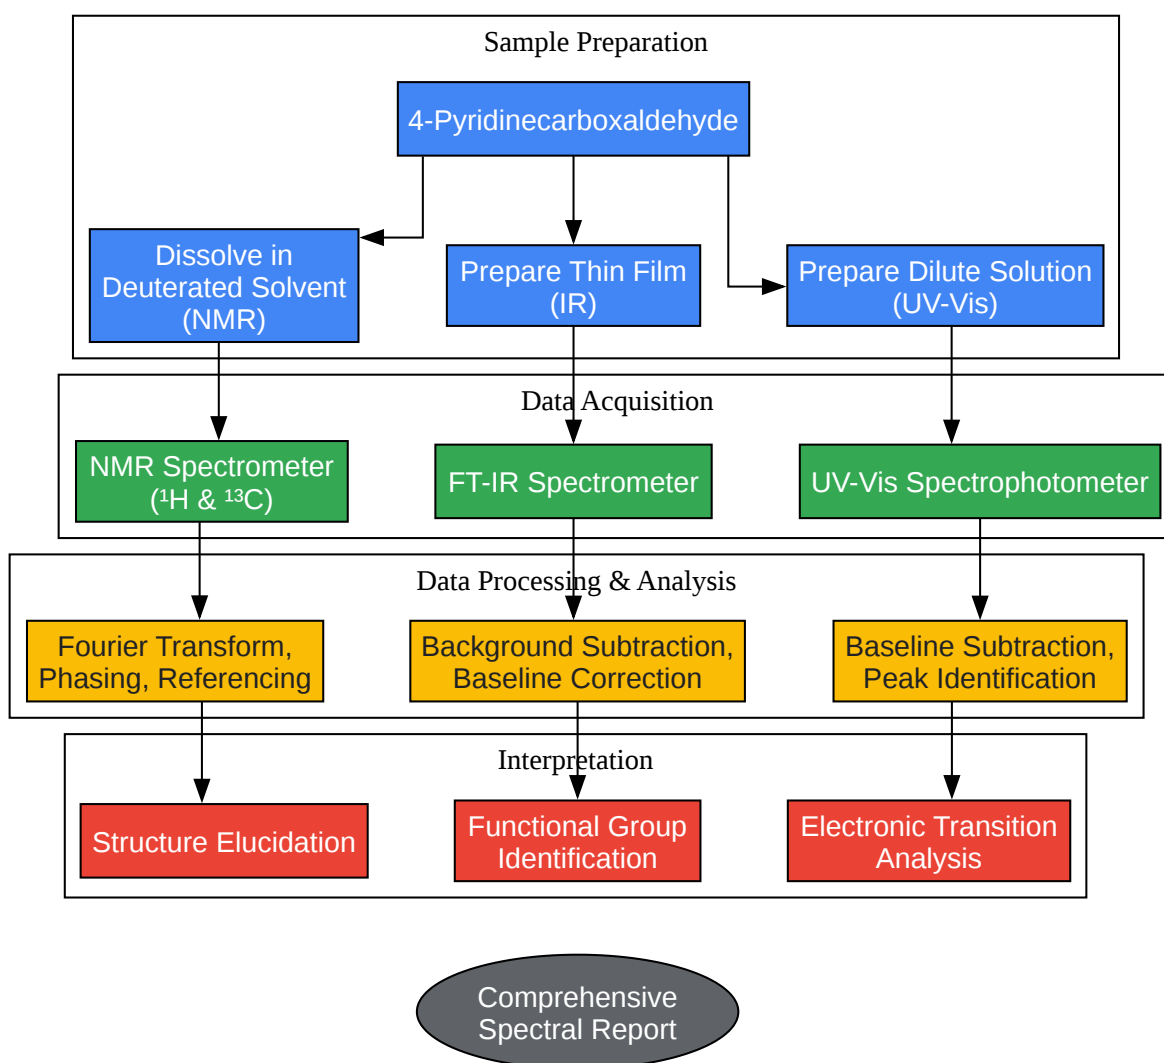 Sample Preparation
4-Pyridinecarboxaldehyde
Dissolve in
Deuterated Solvent
(NMR)
Prepare Thin Film
(IR)
Prepare Dilute Solution
(UV-Vis)
Data Acquisition
NMR Spectrometer
(¹H & ¹³C)
FT-IR Spectrometer
UV-Vis Spectrophotometer
Data Processing & Analysis
Fourier Transform,
Phasing, Referencing
Background Subtraction,
Baseline Correction
Baseline Subtraction,
Peak Identification
Interpretation
Structure Elucidation
Functional Group
Identification
Electronic Transition
Analysis
Comprehensive
Spectral Report